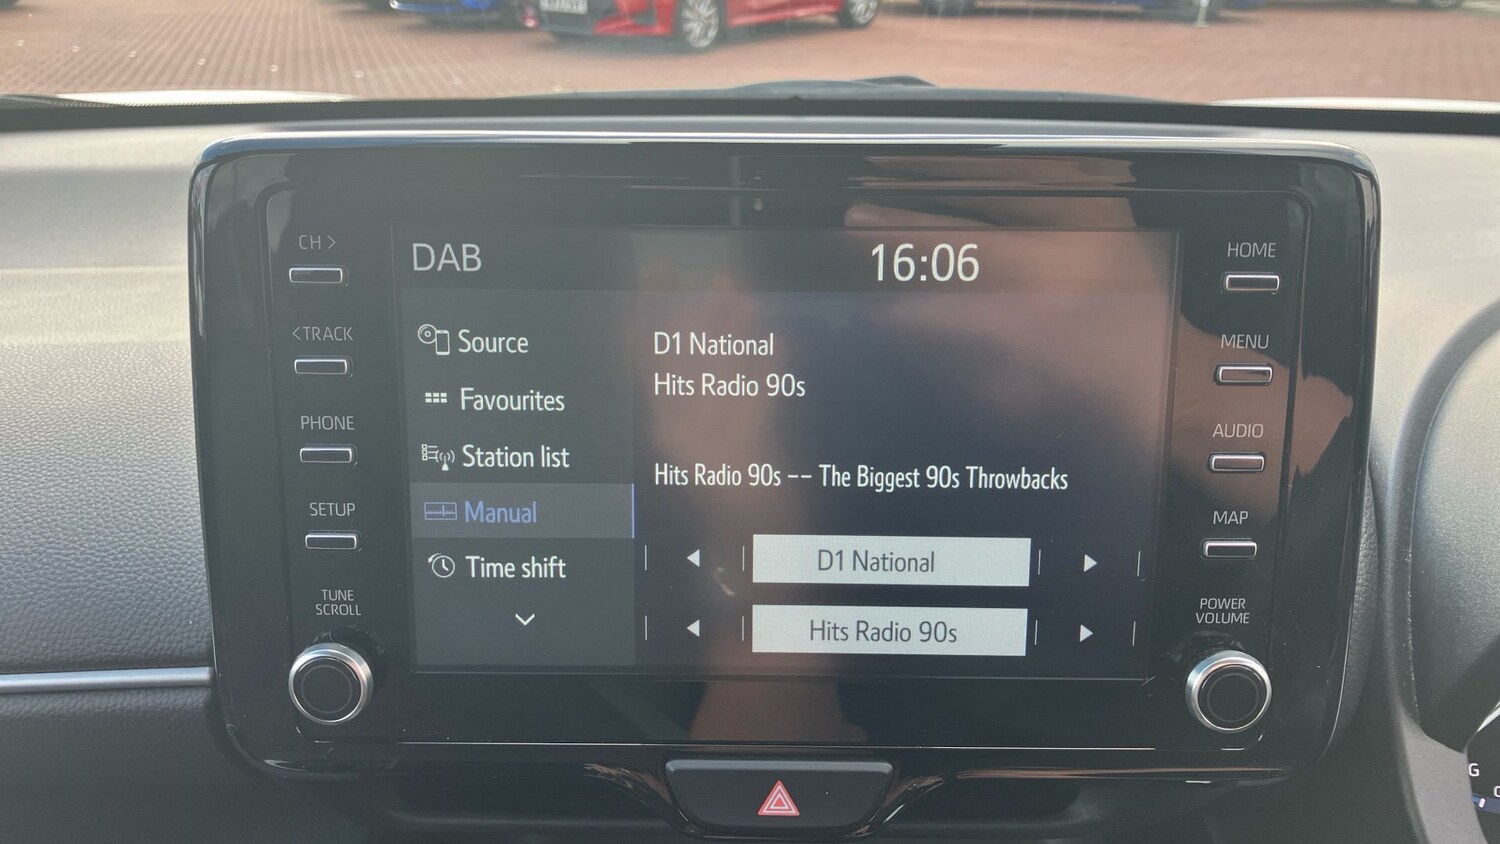 CH >
<TRACK
PHONE
SETUP
TUNE
SCROLL
DAB
16:06
Source
Favourites
Station list
Manual
Time shift
D1 National
Hits Radio 90s
Hits Radio 90s -- The Biggest 90s Throwbacks
D1 National
Hits Radio 90s
HOME
MENU
AUDIO
MAP
POWER
VOLUME
G